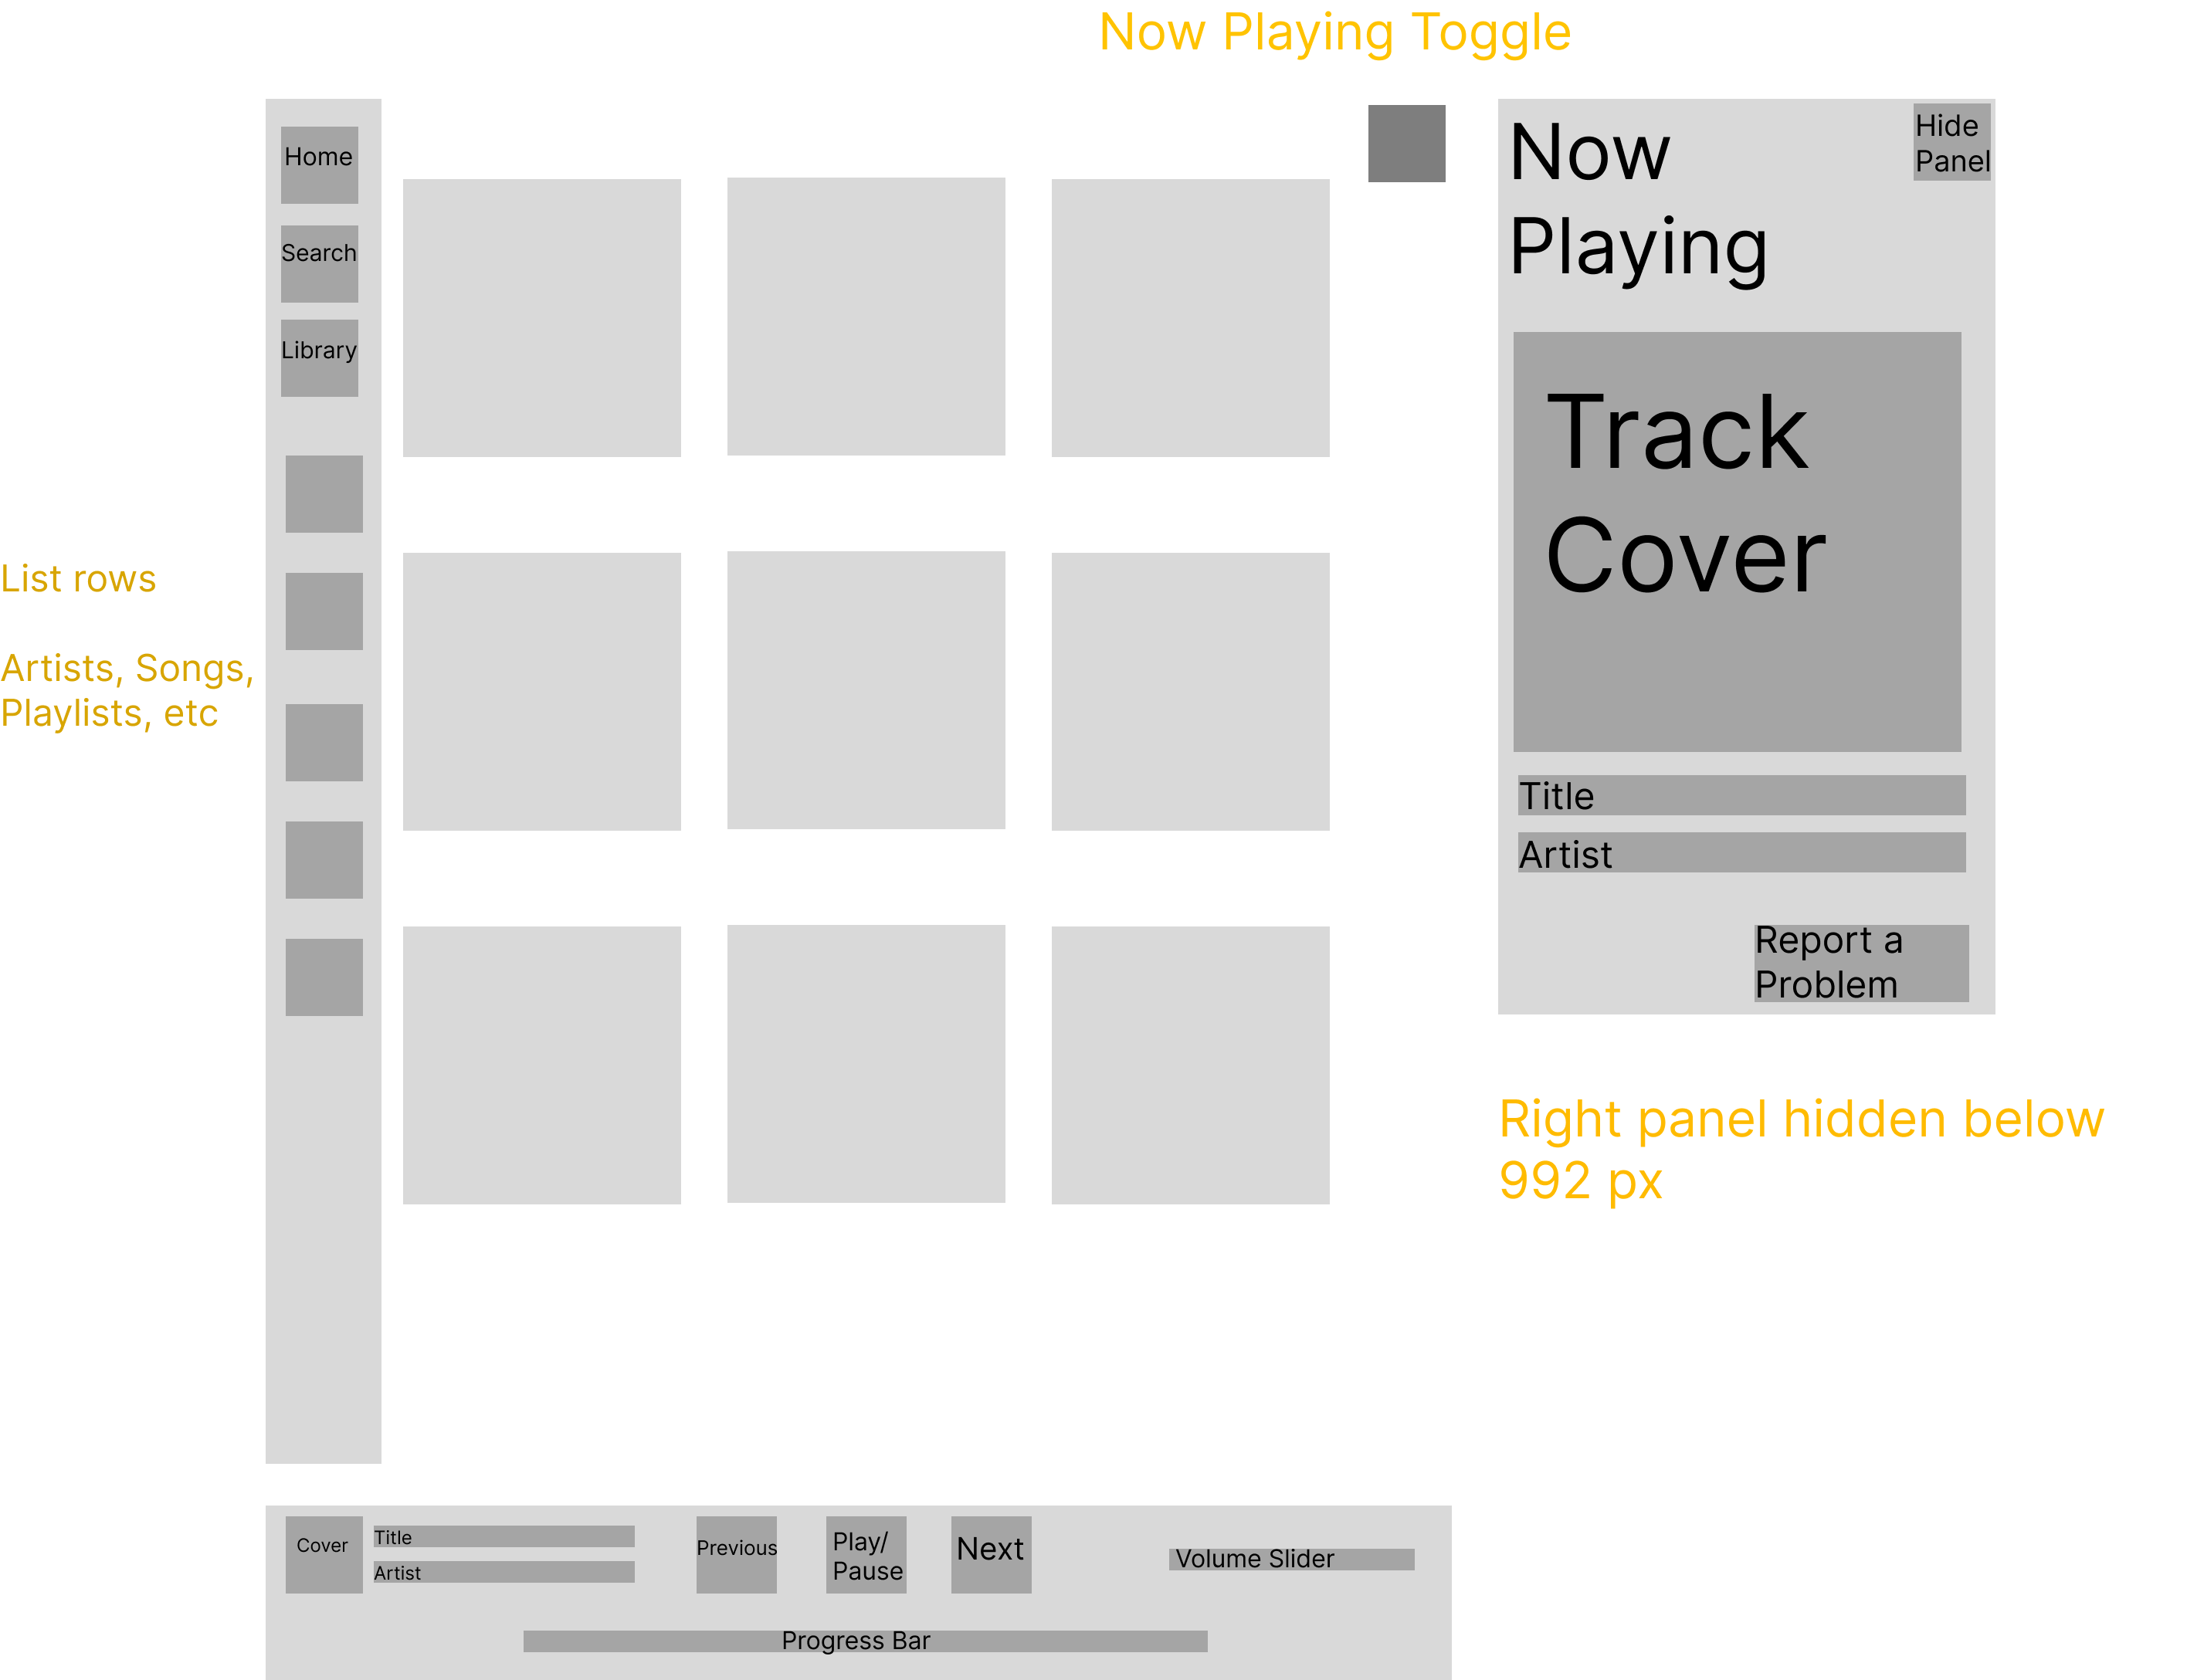 Now Playing Toggle
Home
Search
Library
List rows
Artists, Songs,
Playlists, etc
Now
Playing
Hide
Panel
Track
Cover
Title
Artist
Report a
Problem
Right panel hidden below
992 px
Cover
Title
Artist
Previous
Play/
Pause
Next
Volume Slider
Progress Bar